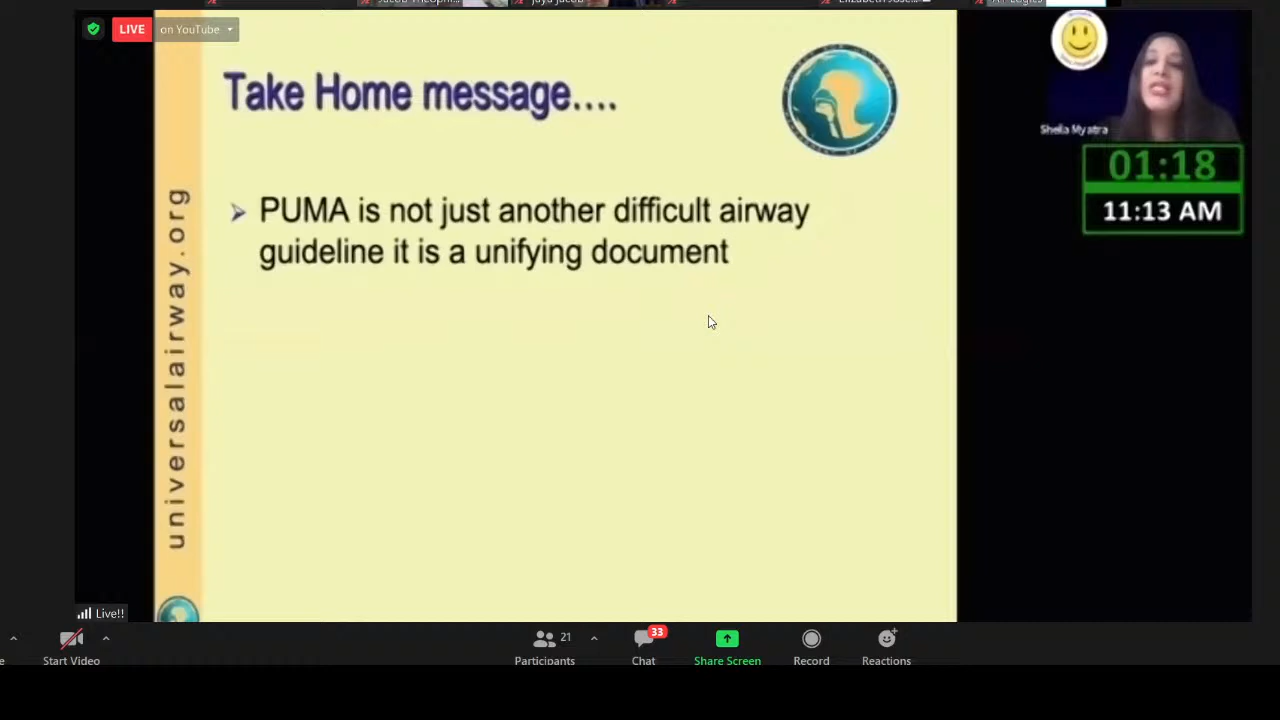 LIVE
on YouTube
Take Home message....
PUMA is not just another difficult airway
guideline it is a unifying document
universalairway.org
Sheila Myatra
01:18
11:13 AM
Live!!
Start Video
21
Participants
33
Chat
Share Screen
Record
Reactions